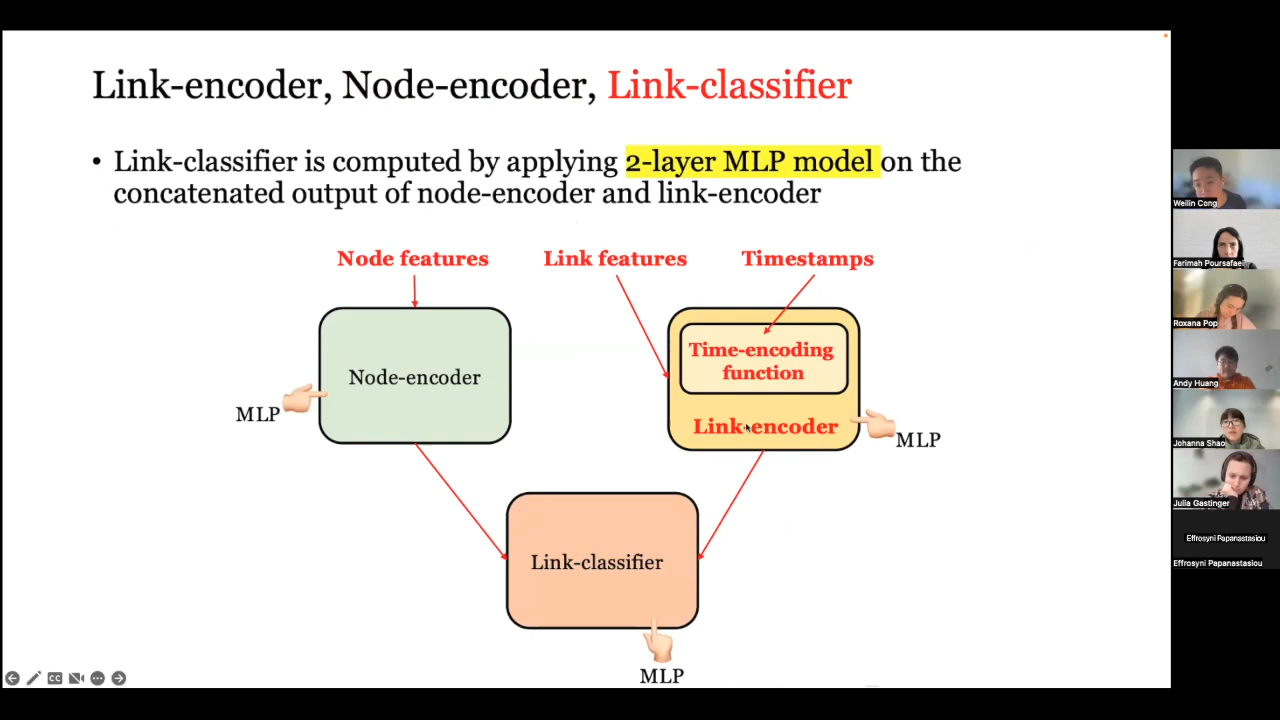 Link-encoder, Node-encoder, Link-classifier
• Link-classifier is computed by applying 2-layer MLP model on the
concatenated output of node-encoder and link-encoder
Node features
Link features
Timestamps
Time-encoding
function
Node-encoder
Link-encoder
MLP
MLP
Link-classifier
MLP
CC
Weilin Cong
Farimah Poursafaei
Roxana Pop
Andy Huang
Johanna Shao
Julia Gastinger
Effrosyni Papanastasiou
Effrosyni Papanastasiou